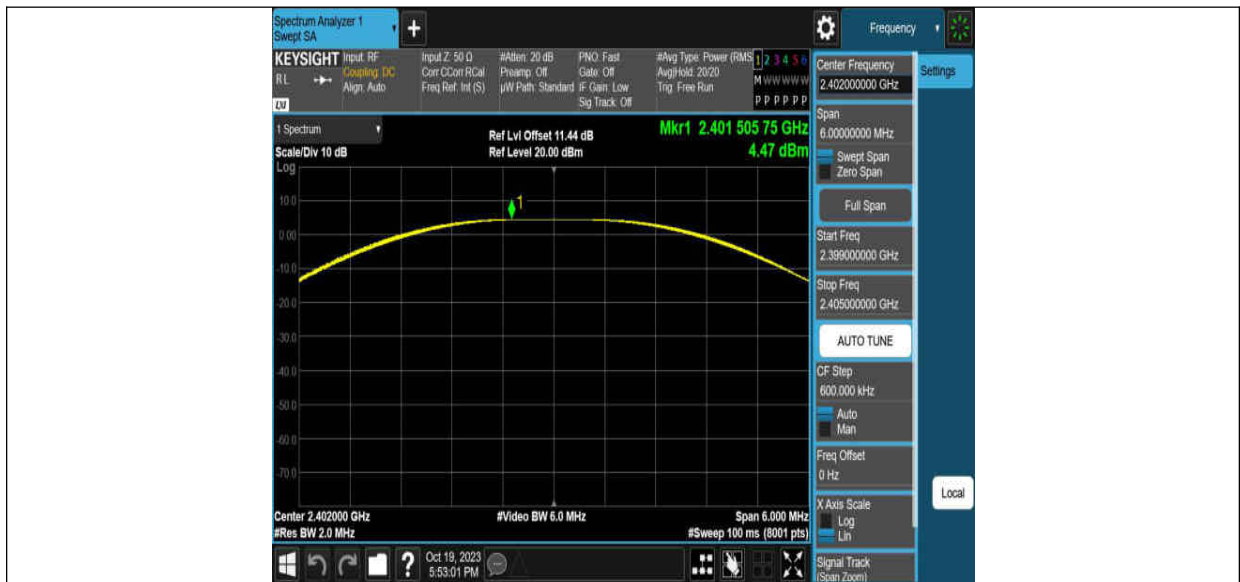 Spectrum Analyzer 1
Swept SA
+
Frequency
KEYSIGHT
RL
LXI
Input: RF
Coupling: DC
Align: Auto
Input Z: 50 Ω
Corr CCorr RCal
Freq Ref: Int (S)
#Atten: 20 dB
Preamp: Off
µW Path: Standard
PNO: Fast
Gate: Off
IF Gain: Low
Sig Track: Off
#Avg Type: Power (RMS
Avg|Hold: 20/20
Trig: Free Run
1 2 3 4 5 6
M W W W W W
P P P P P P
1 Spectrum
Scale/Div 10 dB
Log
Ref Lvl Offset 11.44 dB
Ref Level 20.00 dBm
Mkr1 2.401 505 75 GHz
4.47 dBm
1
10.0
0.00
-10.0
-20.0
-30.0
-40.0
-50.0
-60.0
-70.0
Center 2.402000 GHz
#Res BW 2.0 MHz
#Video BW 6.0 MHz
Span 6.000 MHz
#Sweep 100 ms (8001 pts)
?
Oct 19, 2023
5:53:01 PM
Center Frequency
2.402000000 GHz
Settings
Span
6.00000000 MHz
Swept Span
Zero Span
Full Span
Start Freq
2.399000000 GHz
Stop Freq
2.405000000 GHz
AUTO TUNE
CF Step
600.000 kHz
Auto
Man
Freq Offset
0 Hz
X Axis Scale
Log
Lin
Local
Signal Track
(Span Zoom)